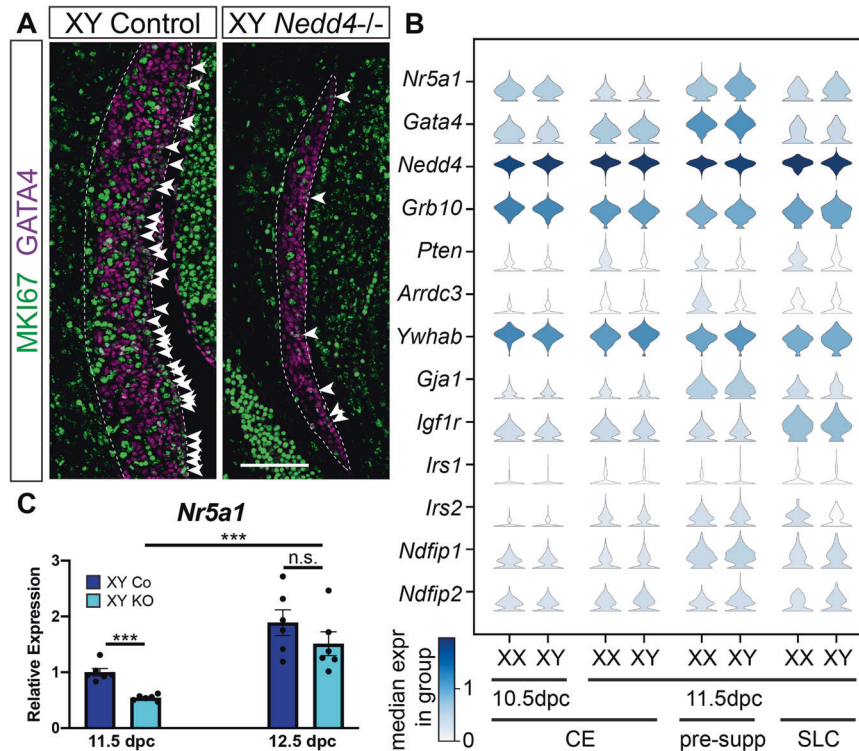 A
XY Control
XY Nedd4-/-
MKI67 GATA4
B
Nr5a1
Gata4
Nedd4
Grb10
Pten
Arrdc3
Ywhab
Gja1
Igf1r
Irs1
Irs2
Ndfip1
Ndfip2
XX XY XX XY XX XY XX XY
10.5dpc
11.5dpc
CE
pre-supp
SLC
median expr
in group
1
0
C
Nr5a1
***
n.s.
***
XY Co
XY KO
Relative Expression
3
2
1
0
11.5 dpc
12.5 dpc